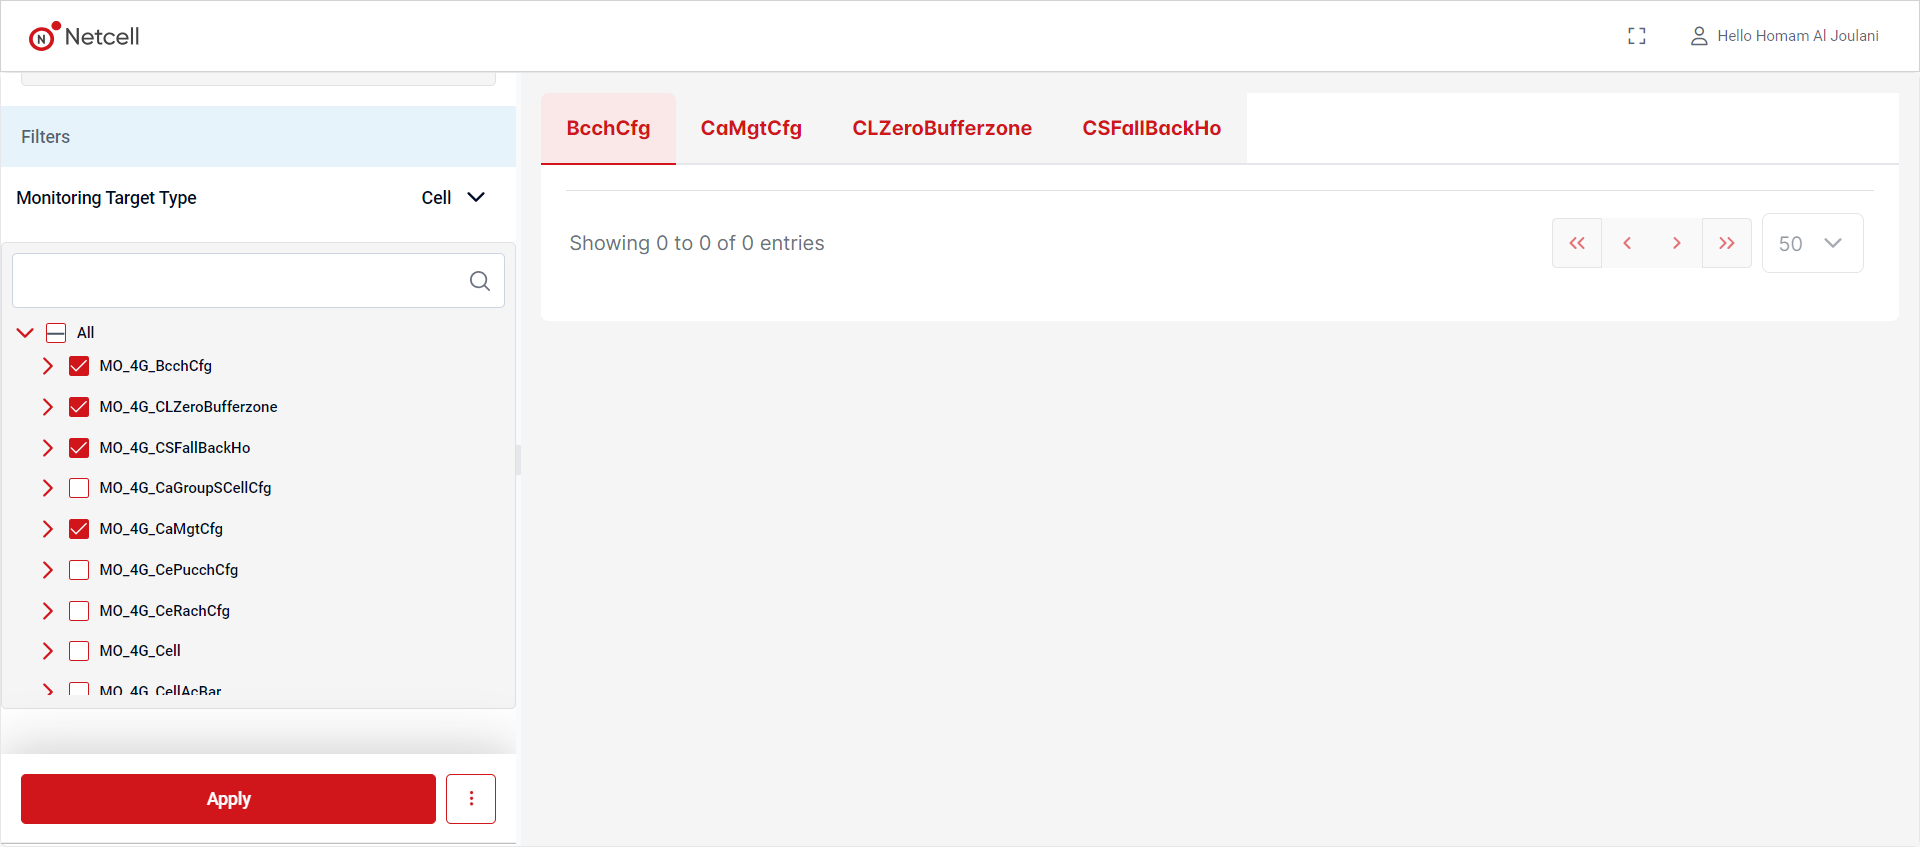 N Netcell
Hello Homam Al Joulani
Filters
Monitoring Target Type Cell
All
MO_4G_BcchCfg
MO_4G_CLZeroBufferzone
MO_4G_CSFallBackHo
MO_4G_CaGroupSCellCfg
MO_4G_CaMgtCfg
MO_4G_CePucchCfg
MO_4G_CeRachCfg
MO_4G_Cell
MO_4G_CellAcBar
Apply
BcchCfg CaMgtCfg CLZeroBufferzone CSFallBackHo
Showing 0 to 0 of 0 entries
50